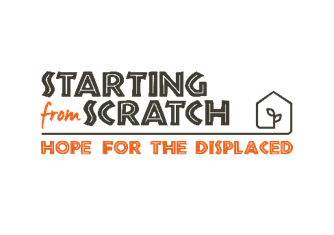 STARTING
from SCRATCH
HOPE FOR THE DISPLACED